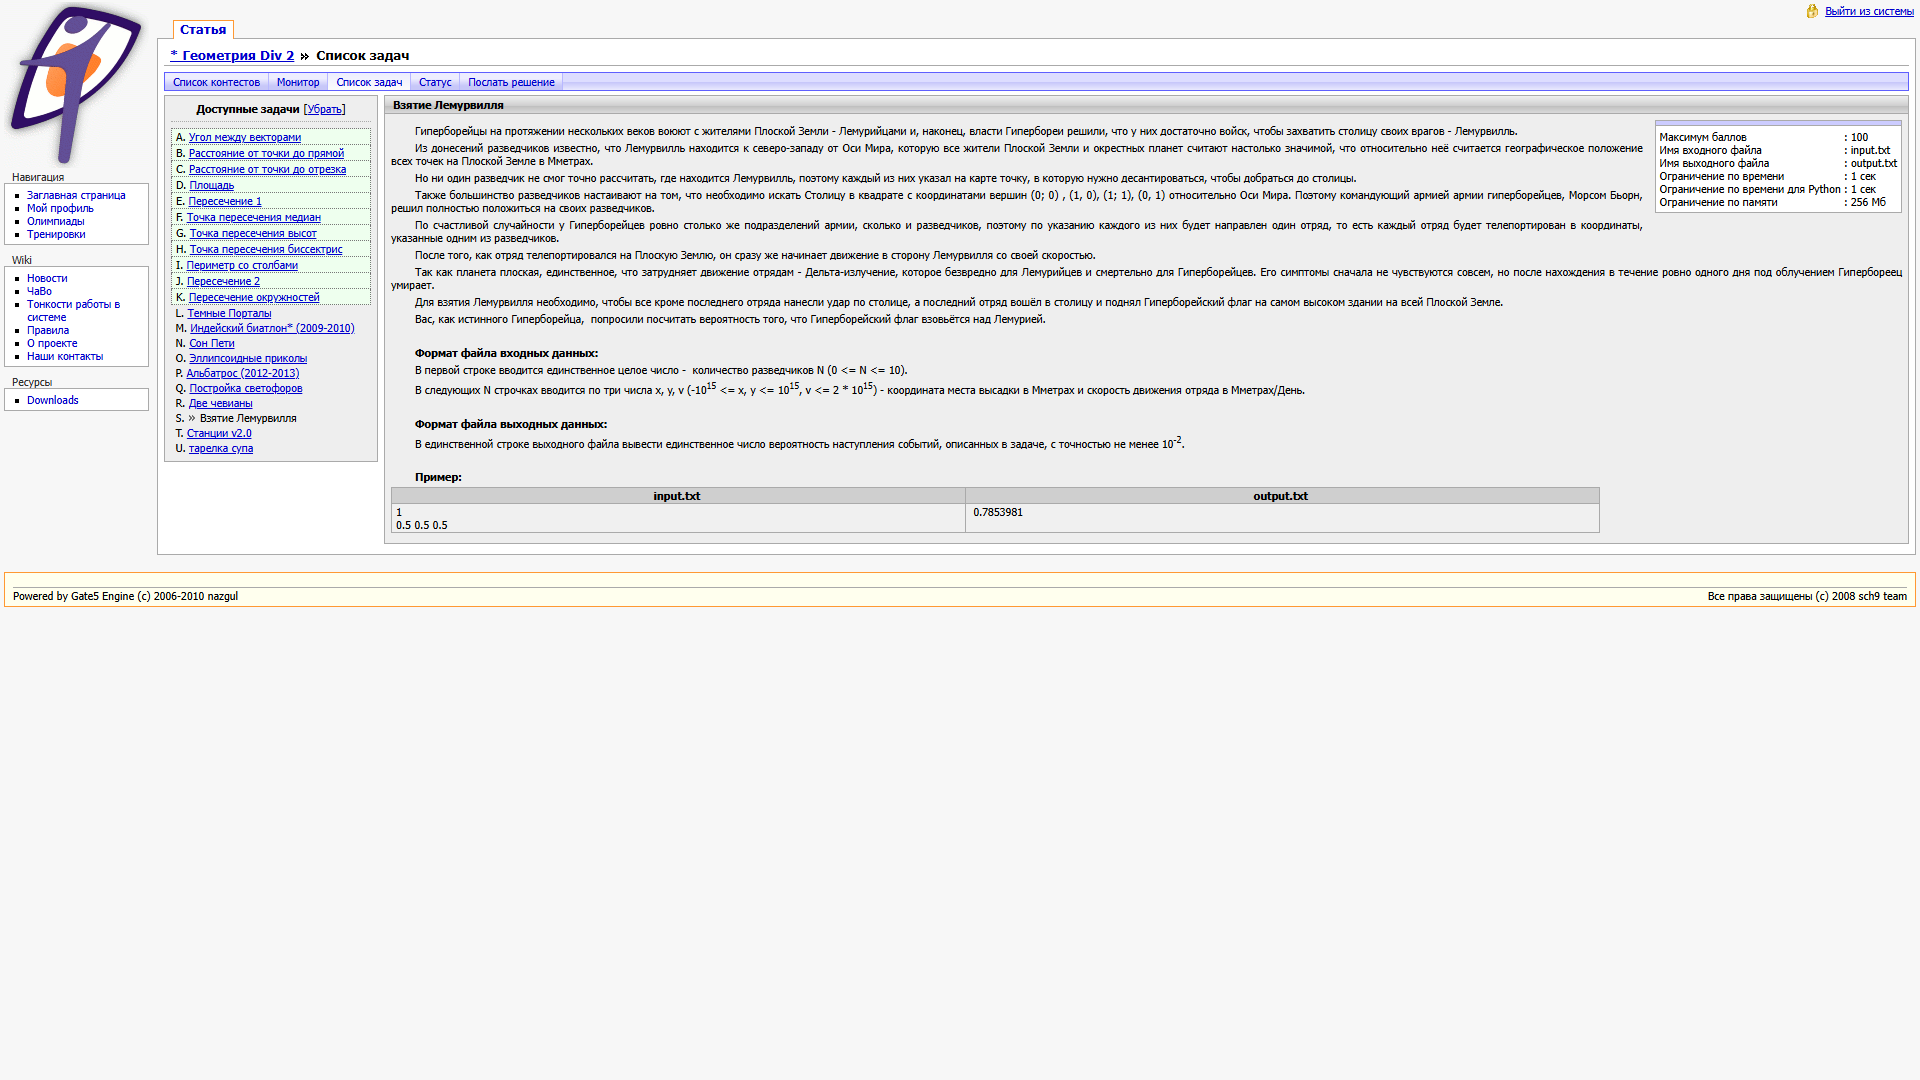 Выйти из системы
Статья
* Геометрия Div 2 » Список задач
Список контестов Монитор Список задач Статус Послать решение
Доступные задачи [Убрать]
A. Угол между векторами
B. Расстояние от точки до прямой
C. Расстояние от точки до отрезка
D. Площадь
E. Пересечение 1
F. Точка пересечения медиан
G. Точка пересечения высот
H. Точка пересечения биссектрис
I. Периметр со столбами
J. Пересечение 2
K. Пересечение окружностей
L. Темные Порталы
M. Индейский биатлон* (2009-2010)
N. Сон Пети
O. Эллипсоидные приколы
P. Альбатрос (2012-2013)
Q. Постройка светофоров
R. Две чевианы
S. » Взятие Лемурвилля
T. Станции v2.0
U. тарелка супа
Навигация
Заглавная страница
Мой профиль
Олимпиады
Тренировки
Wiki
Новости
ЧаВо
Тонкости работы в
системе
Правила
О проекте
Наши контакты
Ресурсы
Downloads
Взятие Лемурвилля
Максимум баллов : 100
Имя входного файла : input.txt
Имя выходного файла : output.txt
Ограничение по времени : 1 сек
Ограничение по времени для Python : 1 сек
Ограничение по памяти : 256 Мб
Гиперборейцы на протяжении нескольких веков воюют с жителями Плоской Земли - Лемурийцами и, наконец, власти Гипербореи решили, что у них достаточно войск, чтобы захватить столицу своих врагов - Лемурвилль.
Из донесений разведчиков известно, что Лемурвилль находится к северо-западу от Оси Мира, которую все жители Плоской Земли и окрестных планет считают настолько значимой, что относительно неё считается географическое положение
всех точек на Плоской Земле в Мметрах.
Но ни один разведчик не смог точно рассчитать, где находится Лемурвилль, поэтому каждый из них указал на карте точку, в которую нужно десантироваться, чтобы добраться до столицы.
Также большинство разведчиков настаивают на том, что необходимо искать Столицу в квадрате с координатами вершин (0; 0) , (1, 0), (1; 1), (0, 1) относительно Оси Мира. Поэтому командующий армией армии гиперборейцев, Морсом Бьорн,
решил полностью положиться на своих разведчиков.
По счастливой случайности у Гиперборейцев ровно столько же подразделений армии, сколько и разведчиков, поэтому по указанию каждого из них будет направлен один отряд, то есть каждый отряд будет телепортирован в координаты,
указанные одним из разведчиков.
После того, как отряд телепортировался на Плоскую Землю, он сразу же начинает движение в сторону Лемурвилля со своей скоростью.
Так как планета плоская, единственное, что затрудняет движение отрядам - Дельта-излучение, которое безвредно для Лемурийцев и смертельно для Гиперборейцев. Его симптомы сначала не чувствуются совсем, но после нахождения в течение ровно одного дня под облучением Гипербореец
умирает.
Для взятия Лемурвилля необходимо, чтобы все кроме последнего отряда нанесли удар по столице, а последний отряд вошёл в столицу и поднял Гиперборейский флаг на самом высоком здании на всей Плоской Земле.
Вас, как истинного Гиперборейца, попросили посчитать вероятность того, что Гиперборейский флаг взовьётся над Лемурией.
Формат файла входных данных:
В первой строке вводится единственное целое число - количество разведчиков N (0 <= N <= 10).
В следующих N строчках вводится по три числа x, y, v (-10^15 <= x, y <= 10^15, v <= 2 * 10^15) - координата места высадки в Мметрах и скорость движения отряда в Мметрах/День.
Формат файла выходных данных:
В единственной строке выходного файла вывести единственное число вероятность наступления событий, описанных в задаче, с точностью не менее 10^-2.
Пример:
input.txt output.txt
1 0.7853981
0.5 0.5 0.5
Powered by Gate5 Engine (c) 2006-2010 nazgul
Все права защищены (c) 2008 sch9 team